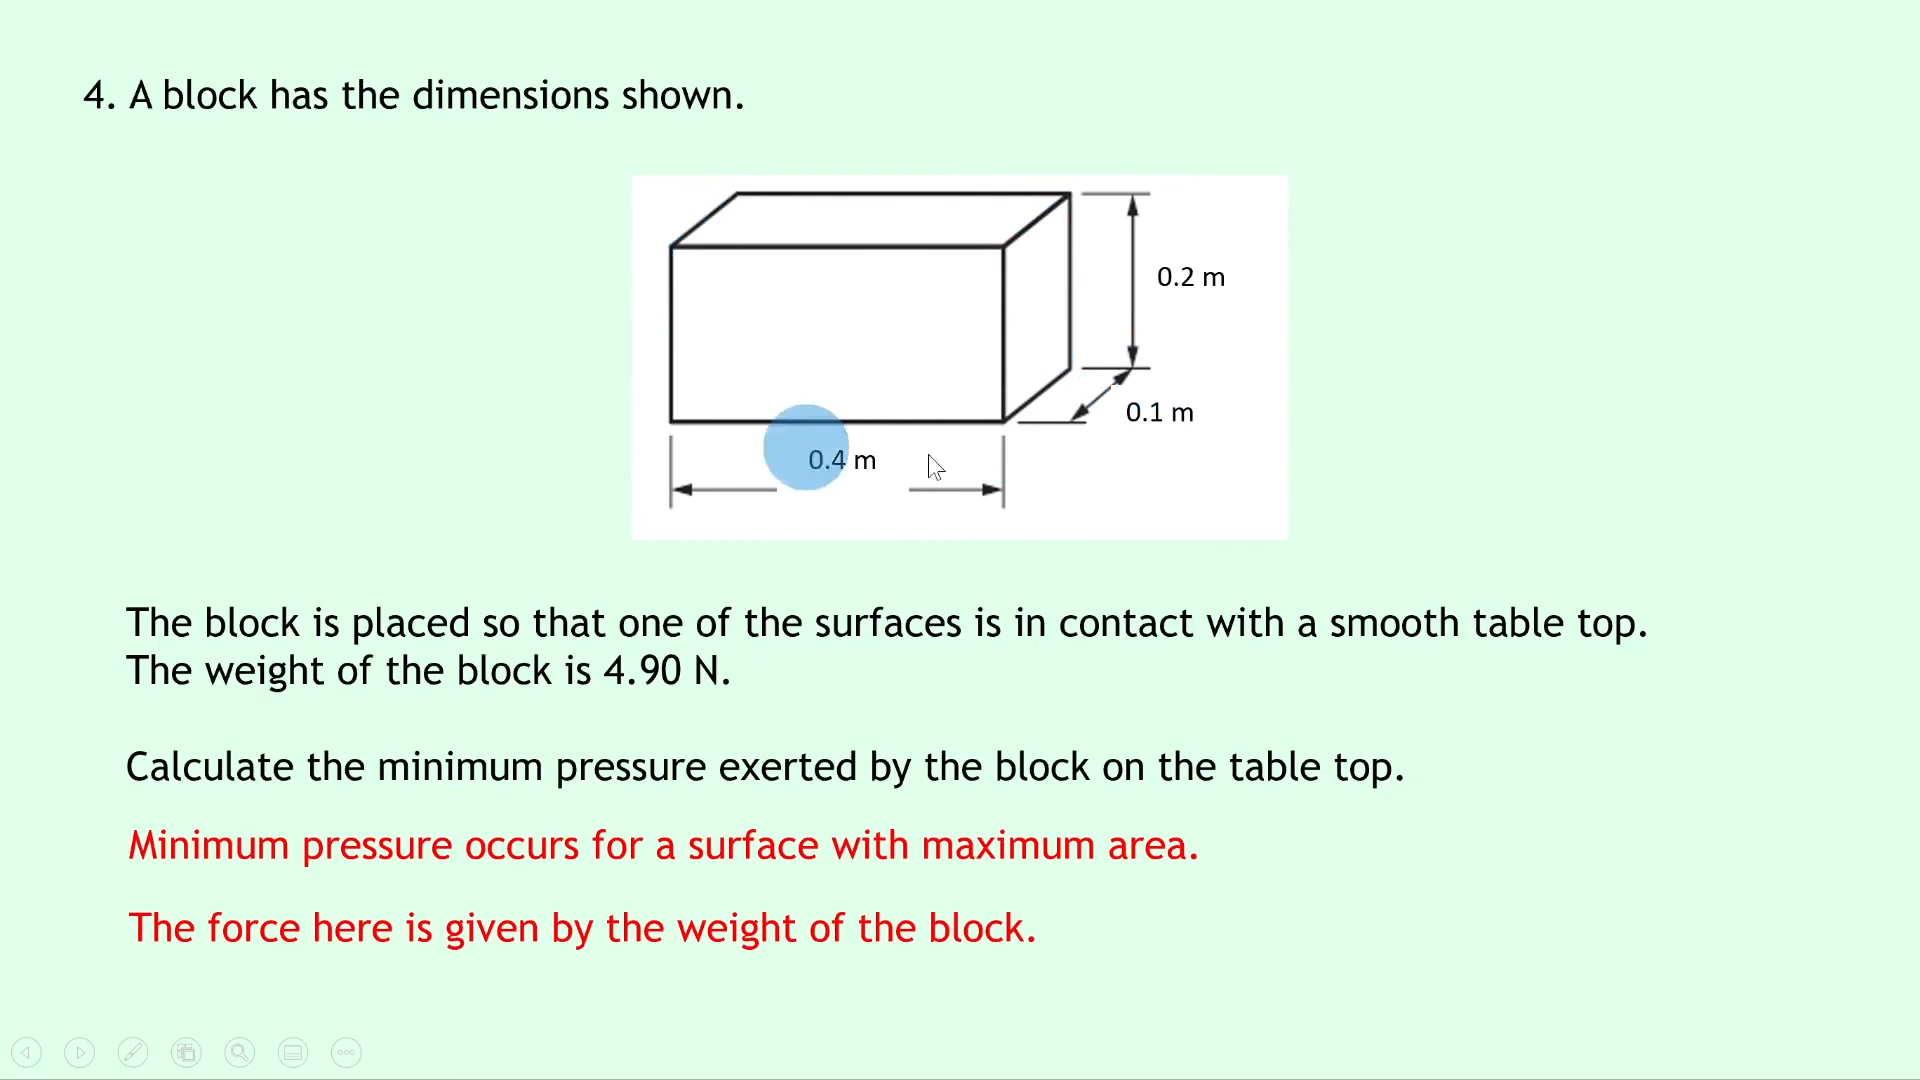 4. A block has the dimensions shown.
0.2 m
0.1 m
0.4 m
The block is placed so that one of the surfaces is in contact with a smooth table top.
The weight of the block is 4.90 N.
Calculate the minimum pressure exerted by the block on the table top.
Minimum pressure occurs for a surface with maximum area.
The force here is given by the weight of the block.